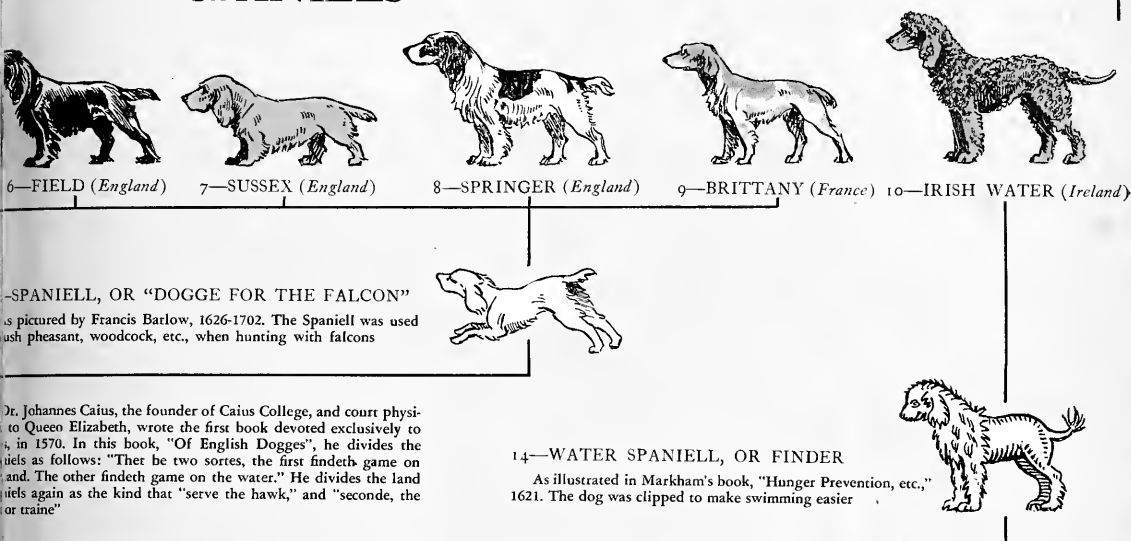 6—FIELD (England)
7—SUSSEX (England)
8—SPRINGER (England)
9—BRITTANY (France)
10—IRISH WATER (Ireland)
-SPANIELL, OR "DOGGE FOR THE FALCON"
pictured by Francis Barlow, 1626-1702. The Spaniell was used
pheasant, woodcock, etc., when hunting with falcons
Dr. Johannes Caius, the founder of Caius College, and court physi-
to Queen Elizabeth, wrote the first book devoted exclusively to
in 1570. In this book, "Of English Dogges", he divides the
as follows: "Ther be two sortes, the first findeth game on
land. The other findeth game on the water." He divides the land
again as the kind that "serve the hawk," and "seconde, the
or traine"
14—WATER SPANIELL, OR FINDER
As illustrated in Markham's book, "Hunger Prevention, etc.,"
1621. The dog was clipped to make swimming easier